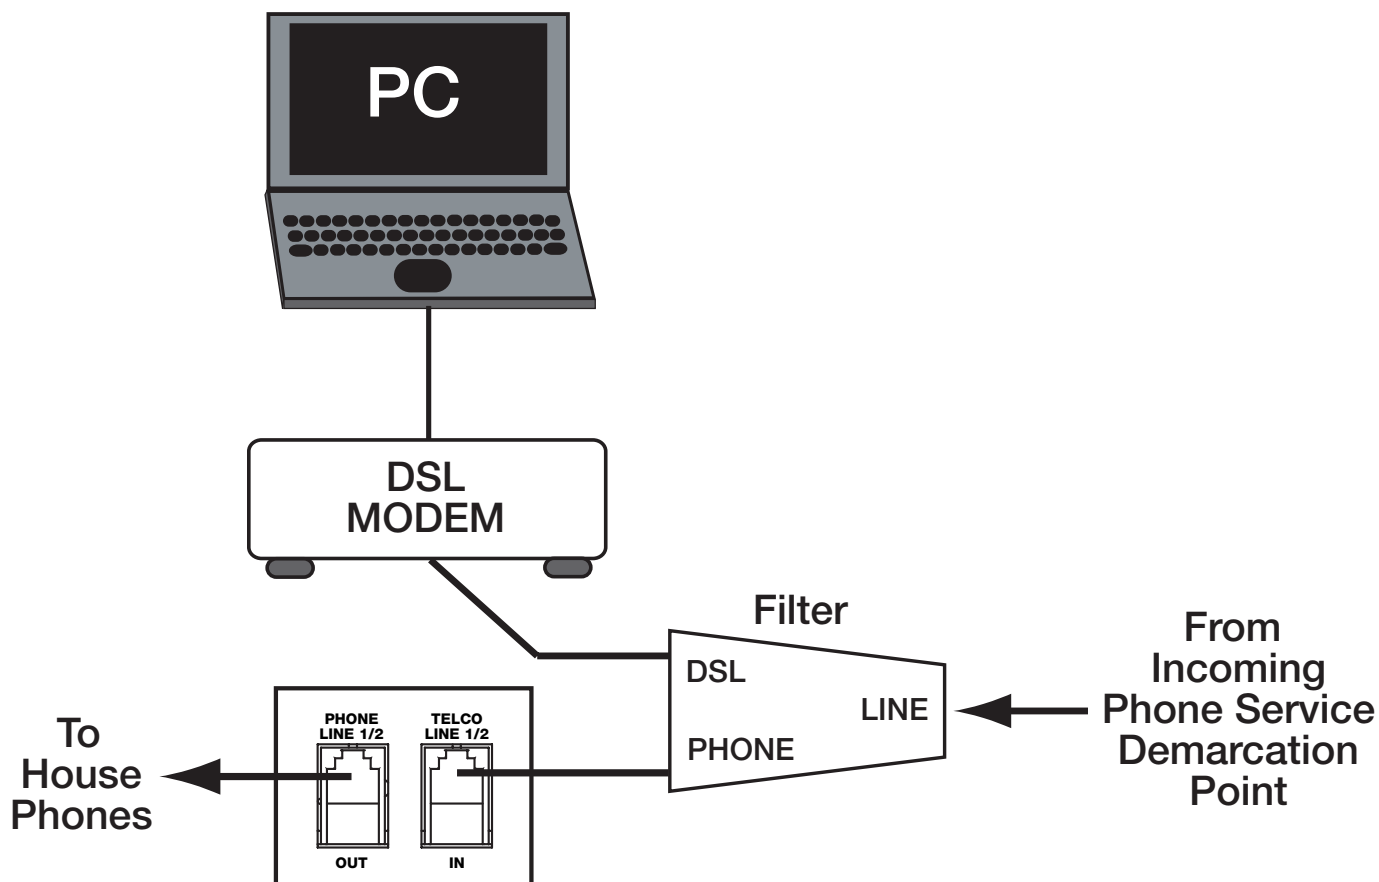 PC
DSL
MODEM
Filter
DSL
LINE
PHONE
From
Incoming
Phone Service
Demarcation
Point
To
House
Phones
PHONE
LINE 1/2
TELCO
LINE 1/2
OUT
IN